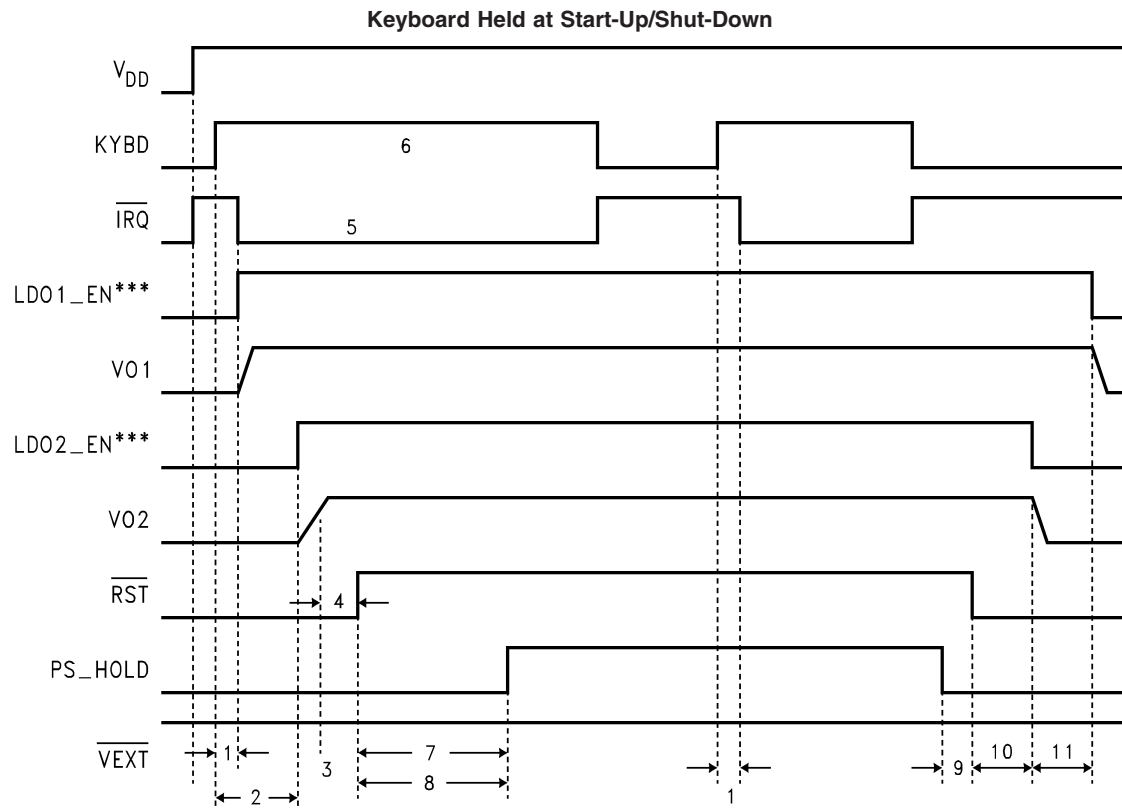 Keyboard Held at Start-Up/Shut-Down
VDD
KYBD
6
IRQ
5
LDO1_EN***
VO1
LDO2_EN***
VO2
RST
4
PS_HOLD
VEXT
1
3
7
9
10
11
2
8
1